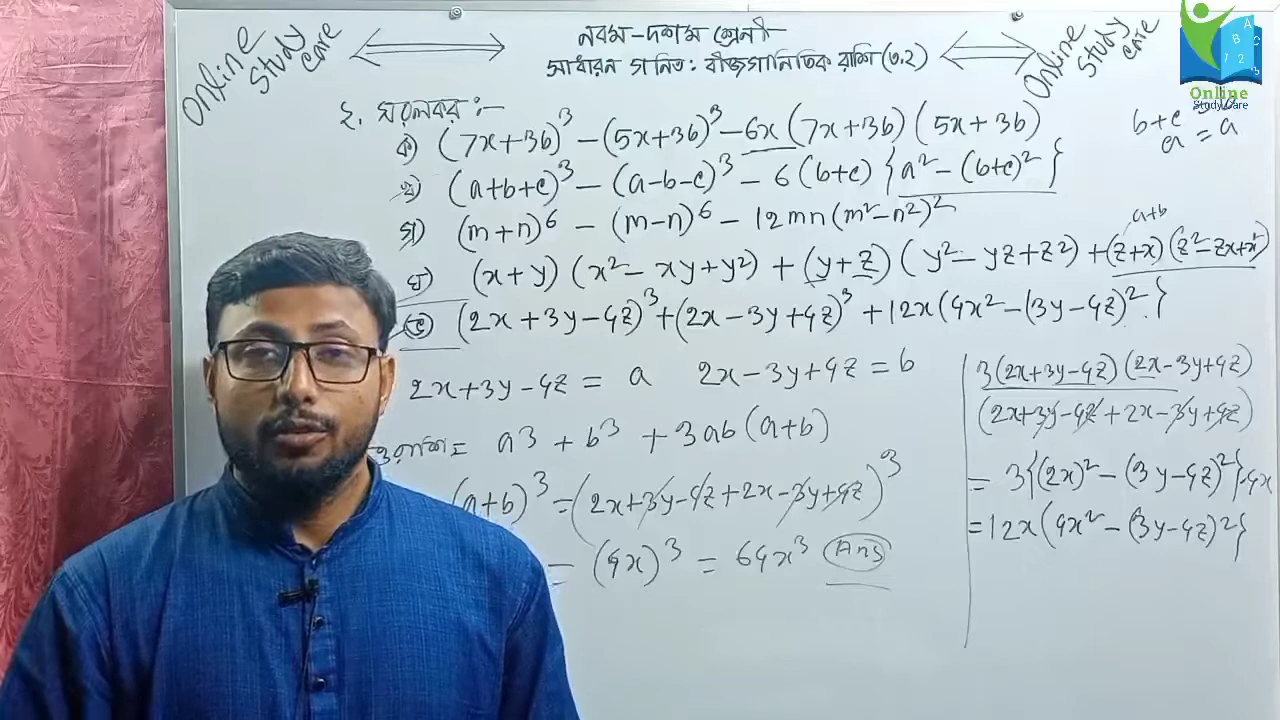 Online Study Care
নবম-দশম শ্রেণী
সাধারন গনিত: বীজগানিতিক রাশি (৩.২)
Online Study Care
Online
Study Care
২. সরলকর :-
ক) (7x+3b)³ - (5x+3b)³ - 6x (7x+3b) (5x+3b)
b+c
a = a
খ) (a+b+c)³ - (a-b-c)³ - 6 (b+c) {a² - (b+c)²}
গ) (m+n)⁶ - (m-n)⁶ - 12mn(m²-n²)²
a+b
ঘ) (x+y) (x² - xy+y²) + (y+z) (y² - yz+z²) + (z+x) (z²-zx+x²)
ঙ) (2x+3y-4z)³+(2x-3y+4z)³ +12x(4x²-(3y-4z)²}
2x+3y-4z = a 2x-3y+4z = b
a3 + b³ + 3ab (a+b)
(a+b)³ = (2x+3y-4z+2x-3y+4z)³
= (4x)³ = 64x³ Ans
3(2x+3y-4z) (2x-3y+4z)
(2x+3y-4z+2x-3y+4z)
= 3{(2x)² - (3y-4z)²}.4x
=12x(4x² - (3y-4z)²}